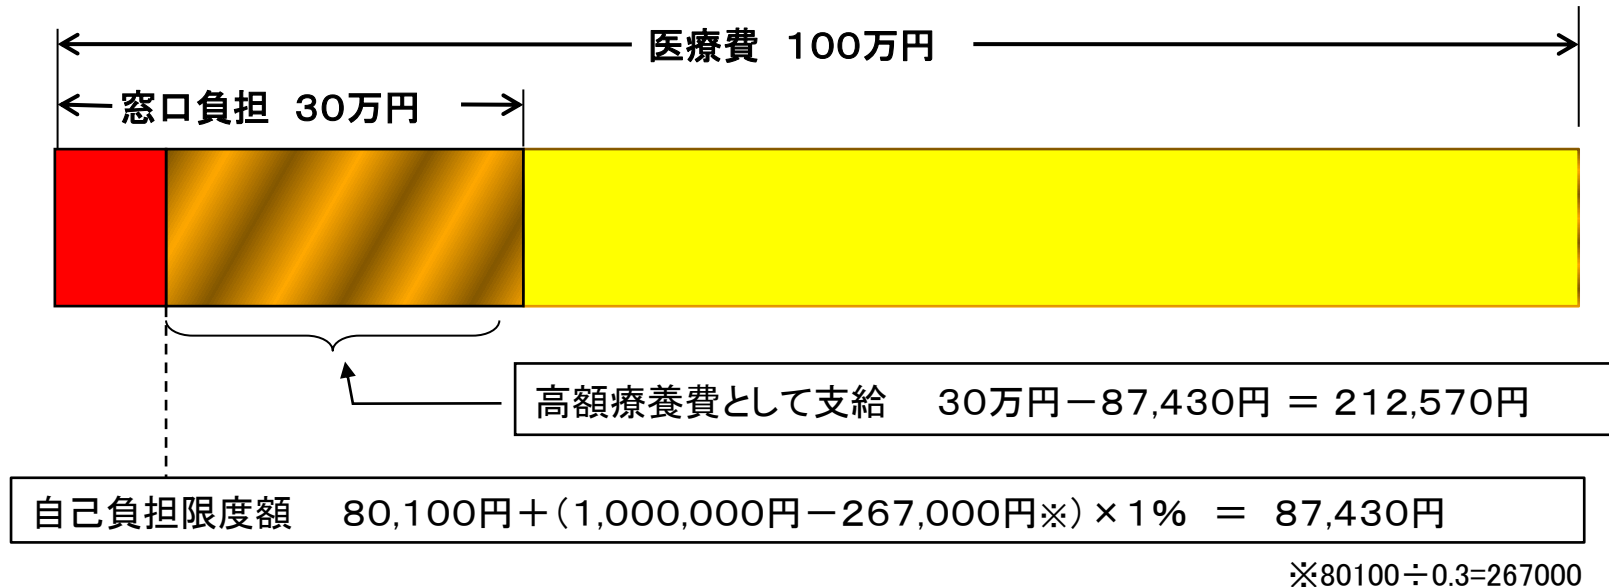 医療費 100万円
窓口負担 30万円
高額療養費として支給 30万円－87,430円 ＝ 212,570円
自己負担限度額 80,100円＋(1,000,000円－267,000円※)×1% ＝ 87,430円
※80100÷0.3=267000